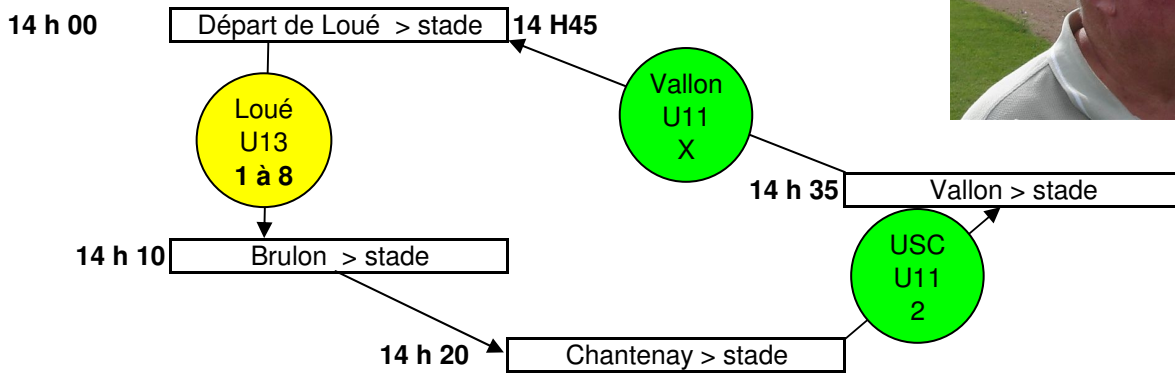 14 h 00
Départ de Loué > stade
14 H45
Loué
U13
1 à 8
Vallon
U11
X
14 h 35
Vallon > stade
14 h 10
Brulon > stade
USC
U11
2
14 h 20
Chantenay > stade